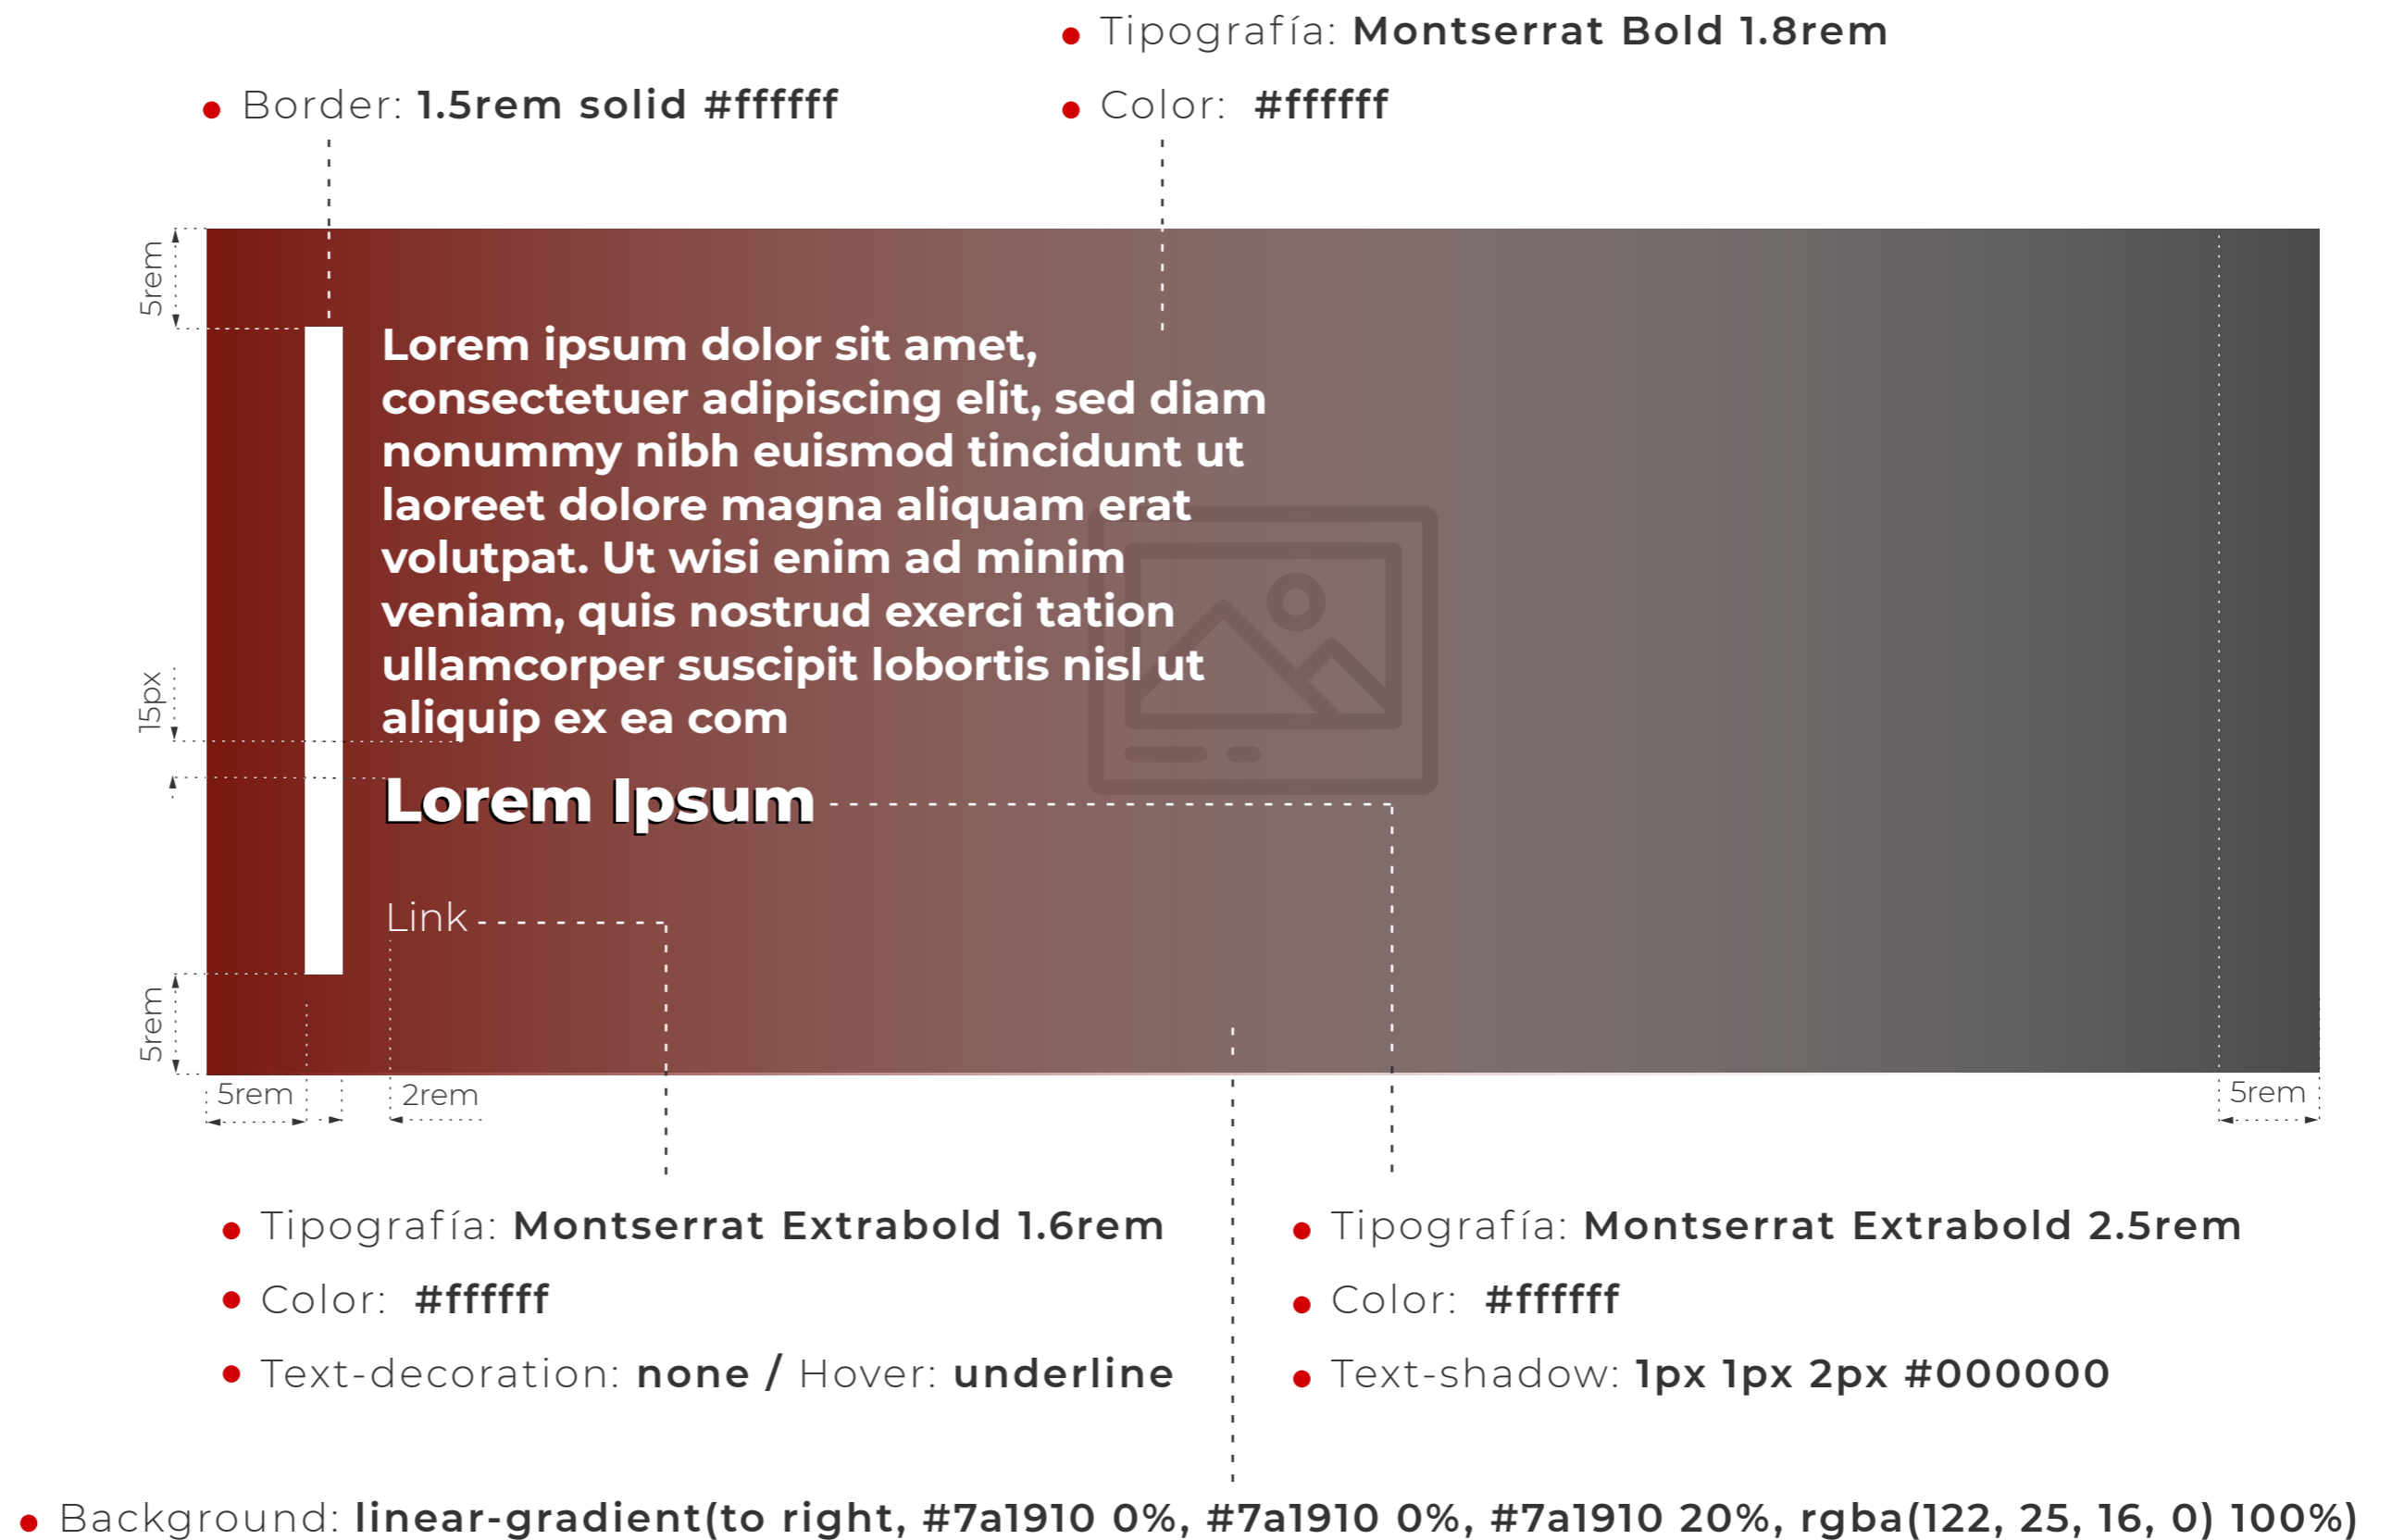 Tipografía: Montserrat Bold 1.8rem
Border: 1.5rem solid #ffffff
Color: #ffffff
5rem
Lorem ipsum dolor sit amet,
consectetuer adipiscing elit, sed diam
nonummy nibh euismod tincidunt ut
laoreet dolore magna aliquam erat
volutpat. Ut wisi enim ad minim
veniam, quis nostrud exerci tation
ullamcorper suscipit lobortis nisl ut
aliquip ex ea com
15px
Lorem Ipsum
Link
5rem
5rem
2rem
5rem
Tipografía: Montserrat Extrabold 1.6rem
Color: #ffffff
Text-decoration: none / Hover: underline
Tipografía: Montserrat Extrabold 2.5rem
Color: #ffffff
Text-shadow: 1px 1px 2px #000000
Background: linear-gradient(to right, #7a1910 0%, #7a1910 0%, #7a1910 20%, rgba(122, 25, 16, 0) 100%)